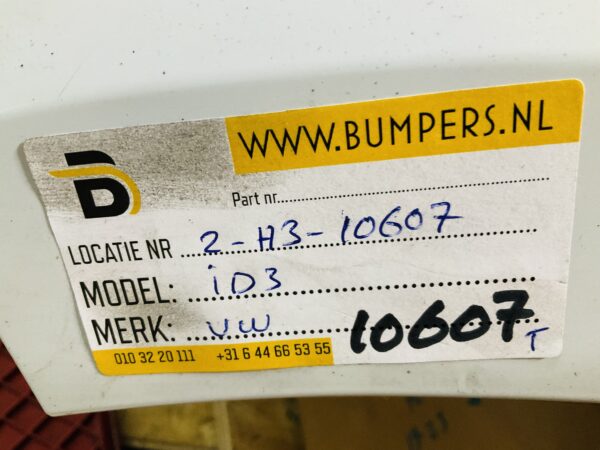 WWW.BUMPERS.NL
B
Part nr
LOCATIE NR 2-H3-10607
MODEL: iD3
MERK: VW 10607 T
010 32 20 111 +31 6 44 66 53 55